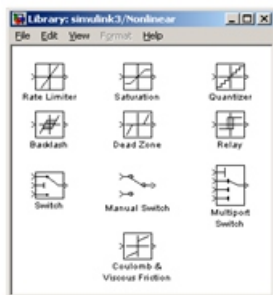 Library: simulink3/Nonlinear
File Edit View Format Help
Rate Limiter Saturation Quantizer
Backlash Dead Zone Relay
Switch Manual Switch Multiport Switch
Coulomb &
Viscous Friction